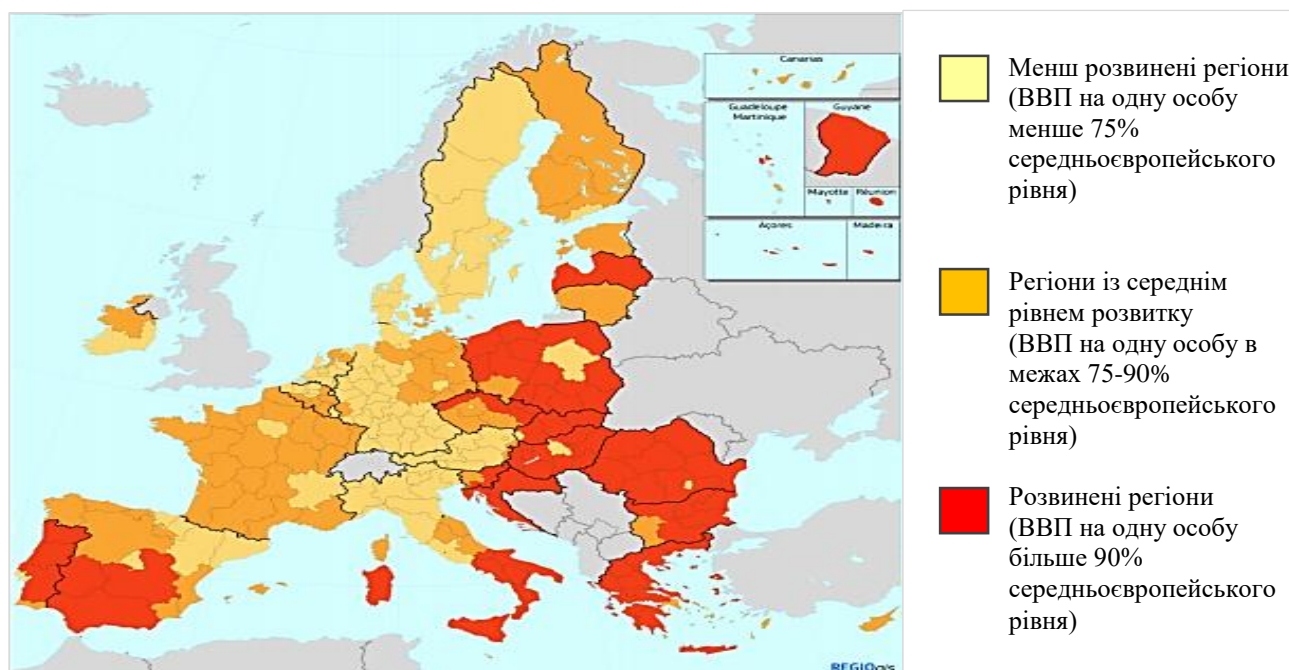 Canarias
Guadeloupe
Martinique
Guyane
Mayotte
Réunion
Açores
Madeira
REGIOgis
Менш розвинені регіони
(ВВП на одну особу
менше 75%
середньоєвропейського
рівня)
Регіони із середнім
рівнем розвитку
(ВВП на одну особу в
межах 75-90%
середньоєвропейського
рівня)
Розвинені регіони
(ВВП на одну особу
більше 90%
середньоєвропейського
рівня)